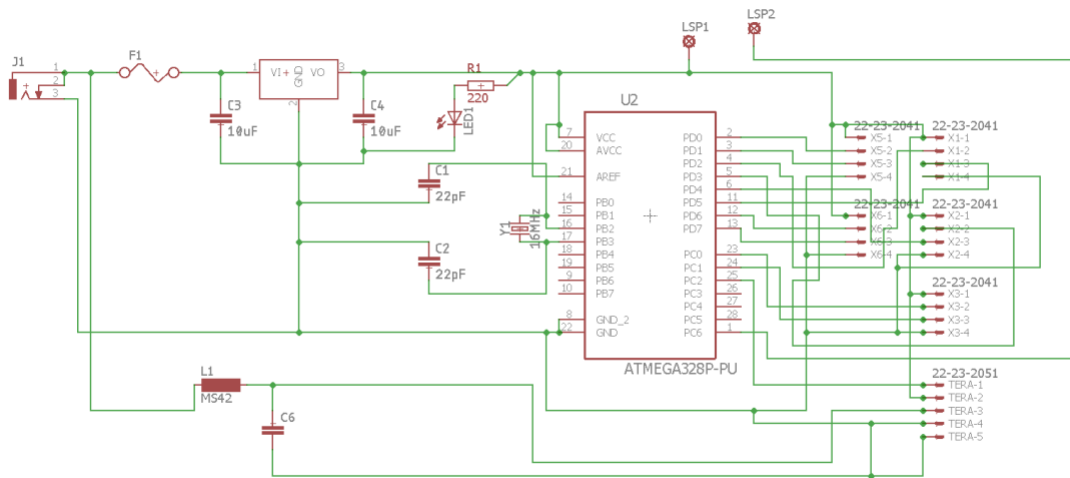 LSP2
LSP1
J1
1
2
3
F1
1
VI+
GND
VO
3
2
C3
10uF
C4
10uF
R1
220
LED1
C1
22pF
C2
22pF
Y1
16MHz
U2
7 VCC PD0 2
20 AVCC PD1 3
PD2 4
21 AREF PD3 5
PD4 6
14 PB0 PD5 11
15 PB1 PD6 12
16 PB2 PD7 13
17 PB3
18 PB4 PC0 23
19 PB5 PC1 24
9 PB6 PC2 25
10 PB7 PC3 26
PC4 27
8 GND_2 PC5 28
22 GND PC6 1
ATMEGA328P-PU
22-23-2041
X5-1
X5-2
X5-3
X5-4
22-23-2041
X1-1
X1-2
X1-3
X1-4
22-23-2041
X6-1
X6-2
X6-3
X6-4
22-23-2041
X2-1
X2-2
X2-3
X2-4
22-23-2041
X3-1
X3-2
X3-3
X3-4
22-23-2051
TERA-1
TERA-2
TERA-3
TERA-4
TERA-5
L1
MS42
C6